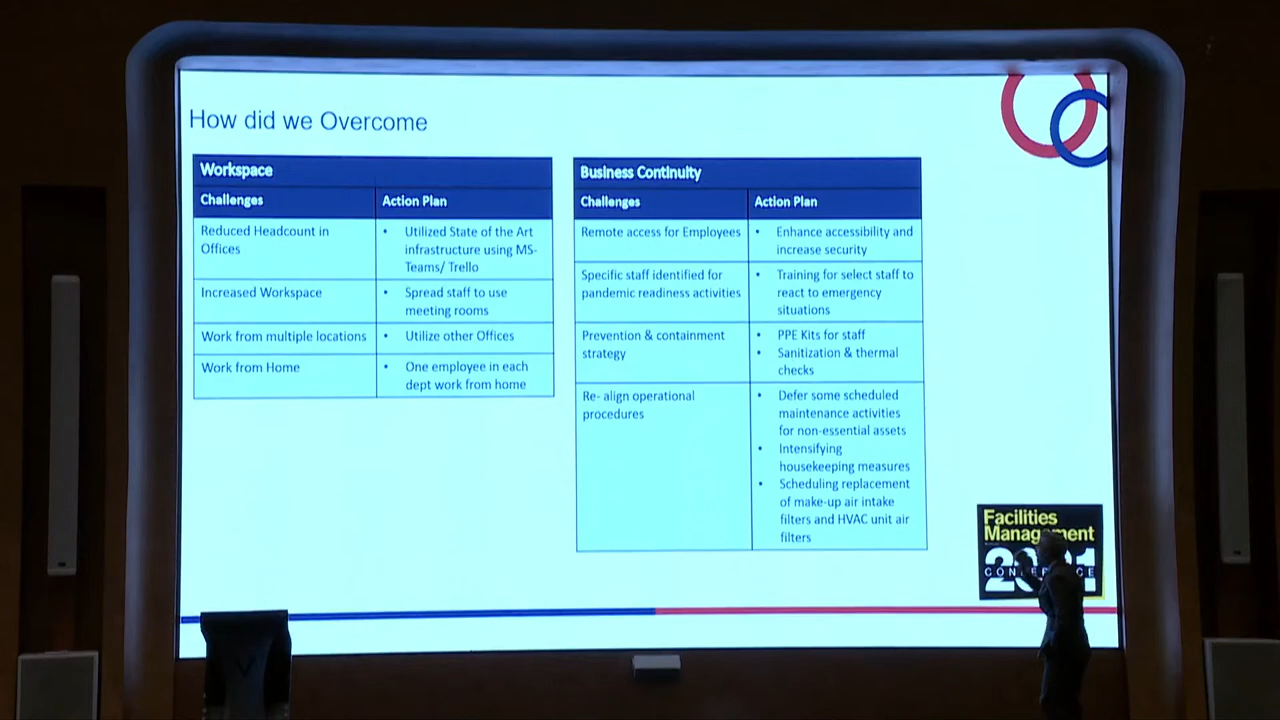 How did we Overcome
Workspace
Challenges
Action Plan
Reduced Headcount in
Offices
• Utilized State of the Art
infrastructure using MS-
Teams/ Trello
Increased Workspace
• Spread staff to use
meeting rooms
Work from multiple locations
• Utilize other Offices
Work from Home
• One employee in each
dept work from home
Business Continuity
Challenges
Action Plan
Remote access for Employees
• Enhance accessibility and
increase security
Specific staff identified for
pandemic readiness activities
• Training for select staff to
react to emergency
situations
Prevention & containment
strategy
• PPE Kits for staff
• Sanitization & thermal
checks
Re- align operational
procedures
• Defer some scheduled
maintenance activities
for non-essential assets
• Intensifying
housekeeping measures
• Scheduling replacement
of make-up air intake
filters and HVAC unit air
filters
Facilities
Management
2021
CONFERENCE